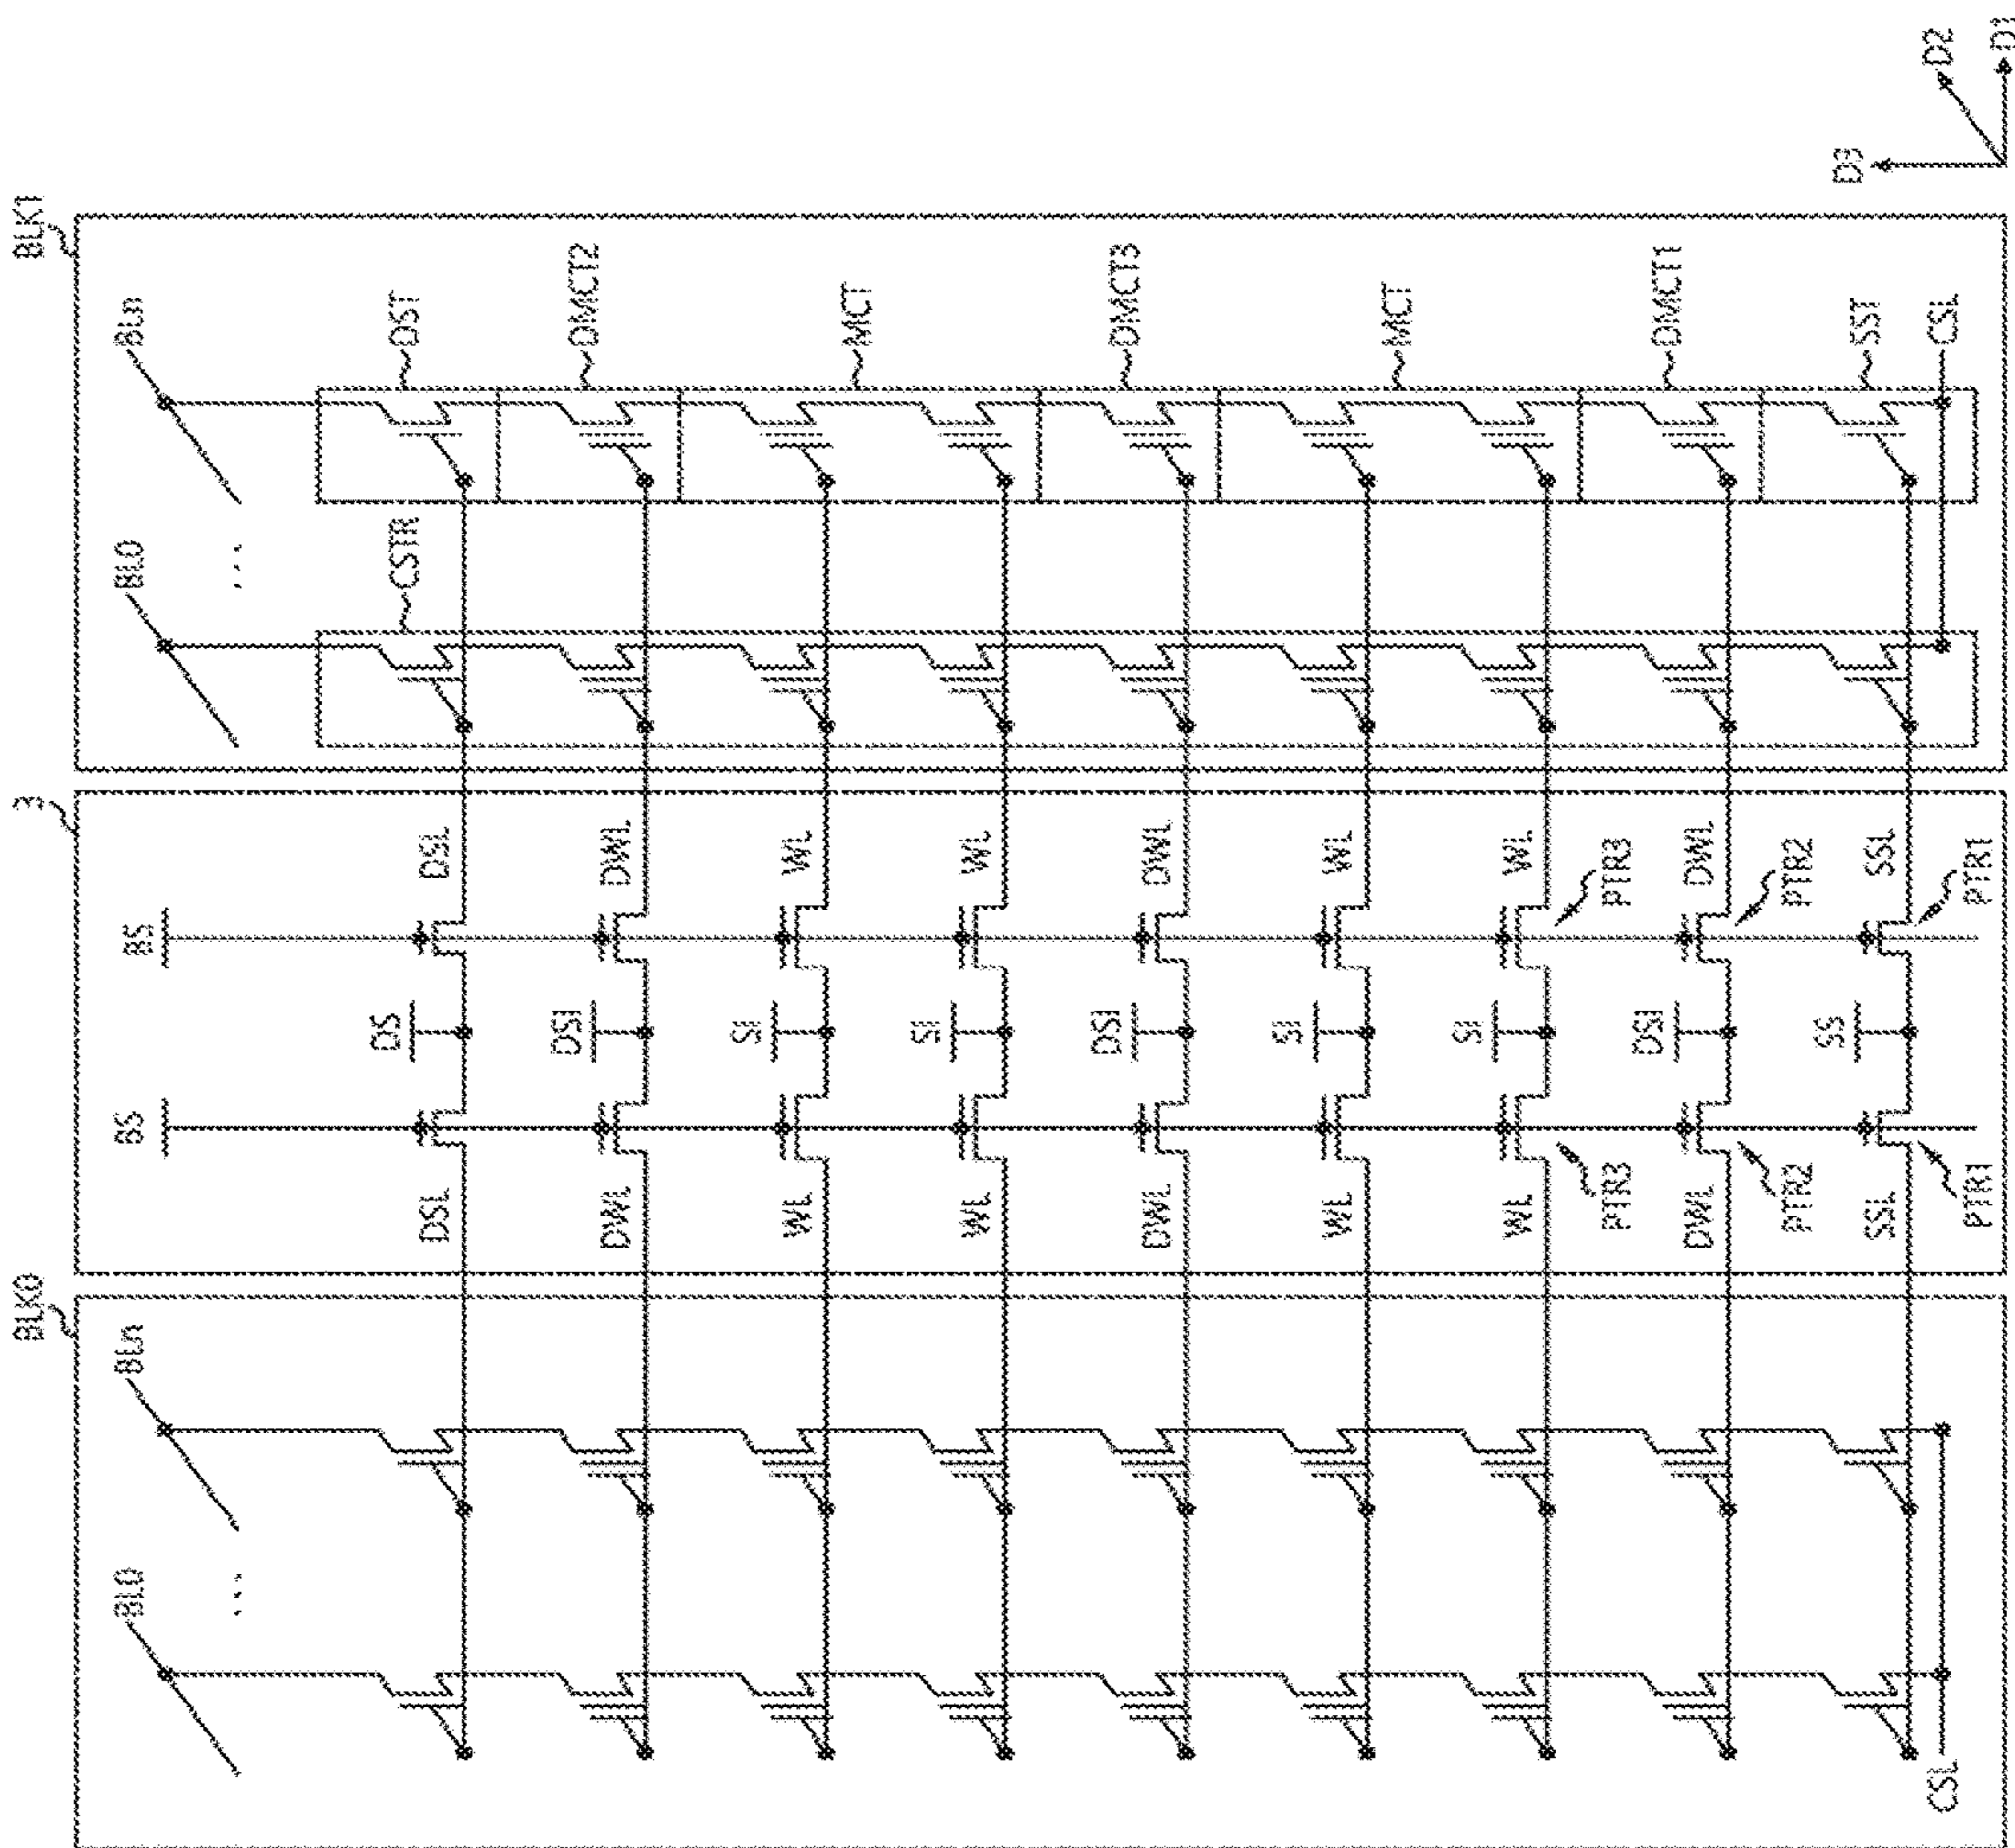 BLK0 3 BLK1
BL0 BLn BS BS BL0 BLn
... ...
DSL DS DSL CSTR DST
DWL DSI DWL DMCT2
WL SI WL MCT
WL SI WL
DWL DSI DWL DMCT3
WL SI WL MCT
WL SI WL
PTR3 PTR3
DWL DSI DWL DMCT1
PTR2 PTR2
SSL SS SSL SST D3
CSL CSL D2
PTR1 PTR1
D1